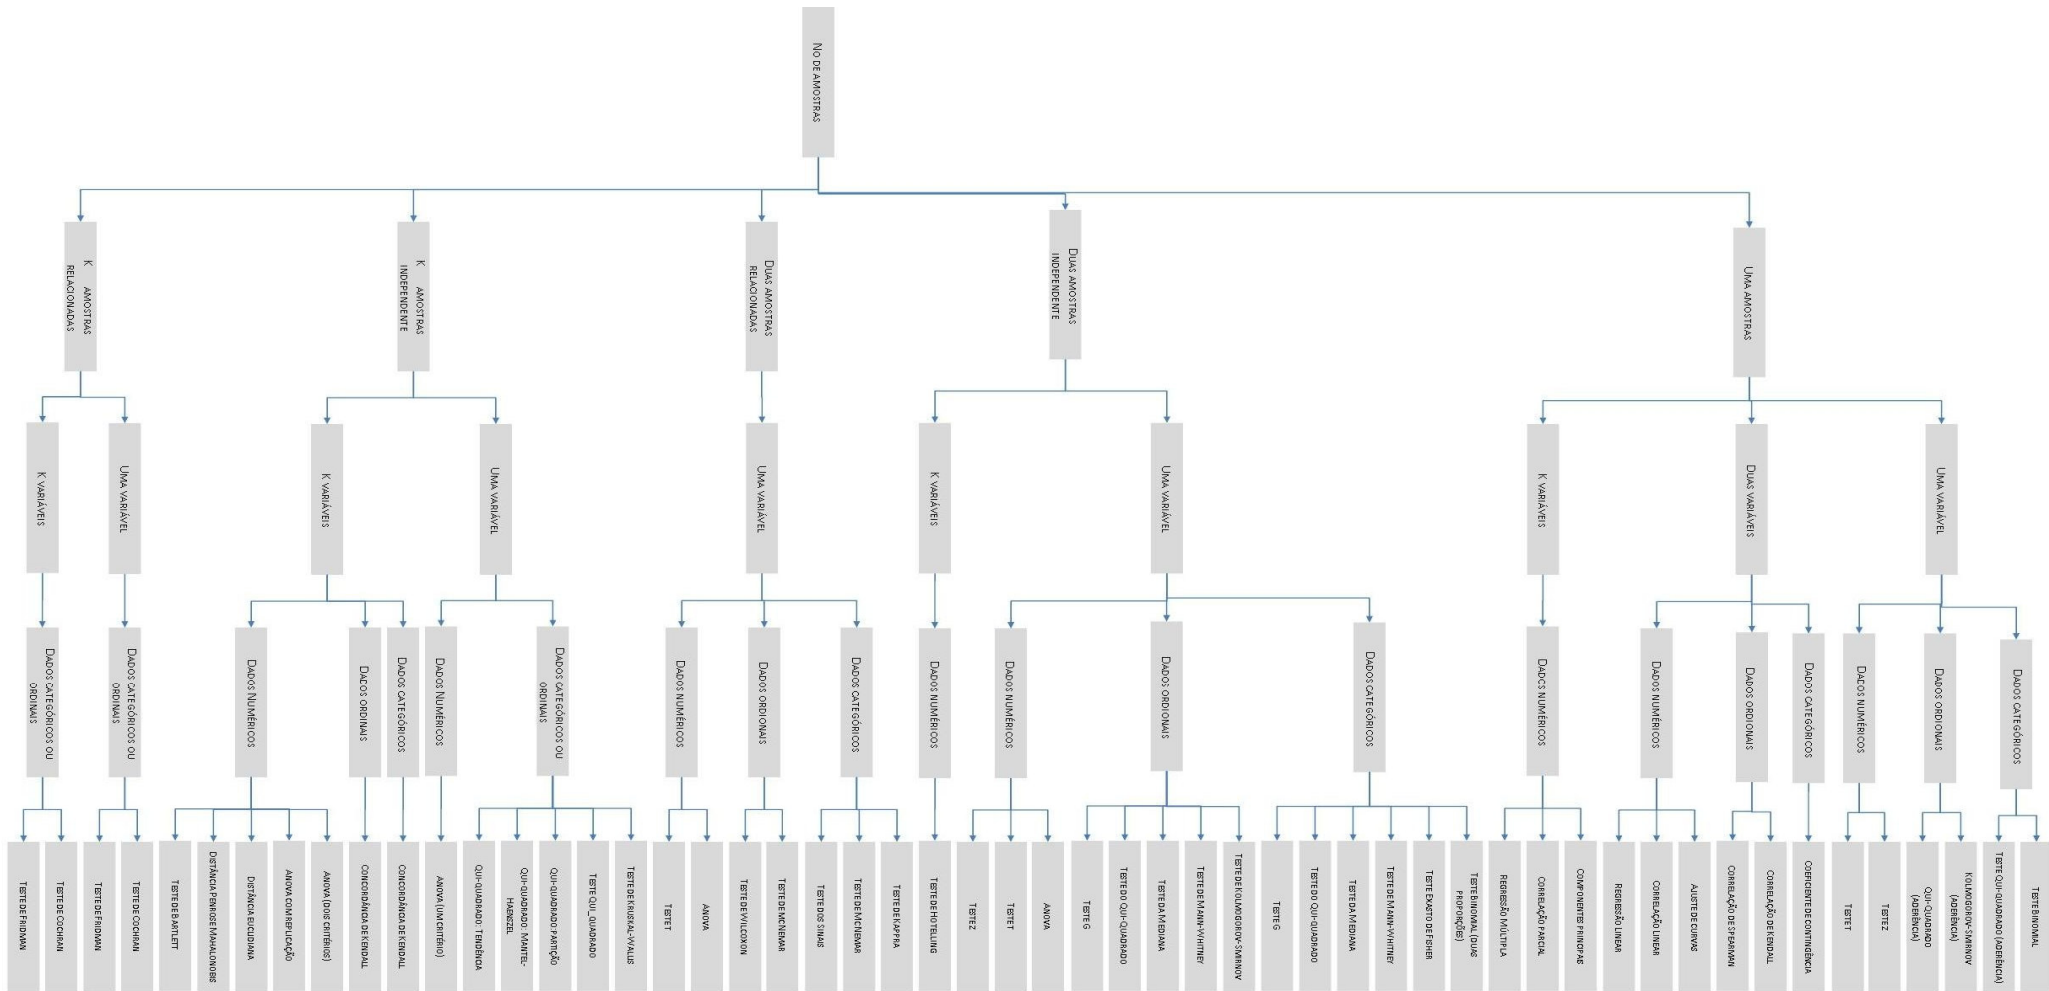 No DE AMOSTRAS
UMA AMOSTRAS
DUAS AMOSTRAS
INDEPENDENTE
DUAS AMOSTRAS
RELACIONADAS
K AMOSTRAS
INDEPENDENTE
K AMOSTRAS
RELACIONADAS
UMA VARIÁVEL
DUAS VARIÁVEIS
K VARIÁVEIS
UMA VARIÁVEL
K VARIÁVEIS
UMA VARIÁVEL
UMA VARIÁVEL
K VARIÁVEIS
UMA VARIÁVEL
K VARIÁVEIS
DADOS CATEGÓRICOS
DADOS ORDIONAIS
DADOS NUMÉRICOS
DADOS CATEGÓRICOS
DADOS ORDIONAIS
DADOS NUMÉRICOS
DADOS NUMÉRICOS
DADOS CATEGÓRICOS
DADOS ORDIONAIS
DADOS NUMÉRICOS
DADOS NUMÉRICOS
DADOS CATEGÓRICOS
DADOS ORDIONAIS
DADOS NUMÉRICOS
DADOS CATEGÓRICOS OU
ORDINAIS
DADOS NUMÉRICOS
DADOS CATEGÓRICOS
DADOS ORDINAIS
DADOS NUMÉRICOS
DADOS CATEGÓRICOS OU
ORDINAIS
DADOS CATEGÓRICOS OU
ORDINAIS
TESTE BINOMIAL
TESTE QUI-QUADRADO (ADERÊNCIA)
KOLMOGOROV-SMIRNOV
(ADERÊNCIA)
QUI-QUADRADO
(ADERÊNCIA)
TESTE Z
TESTE T
COEFICIENTE DE CONTINGÊNCIA
CORRELAÇÃO DE KENDALL
CORRELAÇÃO DE SPEARMAN
AJUSTE DE CURVAS
CORRELAÇÃO LINEAR
REGRESSÃO LINEAR
COMPONENTES PRINCIPAIS
CORRELAÇÃO PARCIAL
REGRESSÃO MÚLTIPLA
TESTE BINOMIAL (DUAS
PROPORÇÕES)
TESTE EXASTO DE FISHER
TESTE DE MANN-WHITNEY
TESTE DA MEDIANA
TESTE DO QUI-QUADRADO
TESTE G
TESTE DE KOLMOGOROV-SMIRNOV
TESTE DE MANN-WHITNEY
TESTE DA MEDIANA
TESTE DO QUI-QUADRADO
TESTE G
ANOVA
TESTE T
TESTE Z
TESTE DE HOTELLING
TESTE DE KAPPRA
TESTE DE MCNEMAR
TESTE DOS SINAIS
TESTE DE MCNEMAR
TESTE DE WILCOXON
ANOVA
TESTE T
TESTE DE KRUSKAL-WALLIS
TESTE QUI_QUADRADO
QUI-QUADRADO: PARTIÇÃO
QUI-QUADRADO: MANTEL-
HAENSZEL
QUI-QUADRADO: TENDÊNCIA
ANOVA (UM CRITÉRIO)
CONCORDÂNCIA DE KENDALL
CONCORDÂNCIA DE KENDALL
ANOVA (DOIS CRITÉRIOS)
ANOVA COM REPLICAÇÃO
DISTÂNCIA EUCLIDIANA
DISTÂNCIA PENROSE MAHALONOBIS
TESTE DE BARTLETT
TESTE DE COCHRAN
TESTE DE FRIDMAN
TESTE DE COCHRAN
TESTE DE FRIDMAN